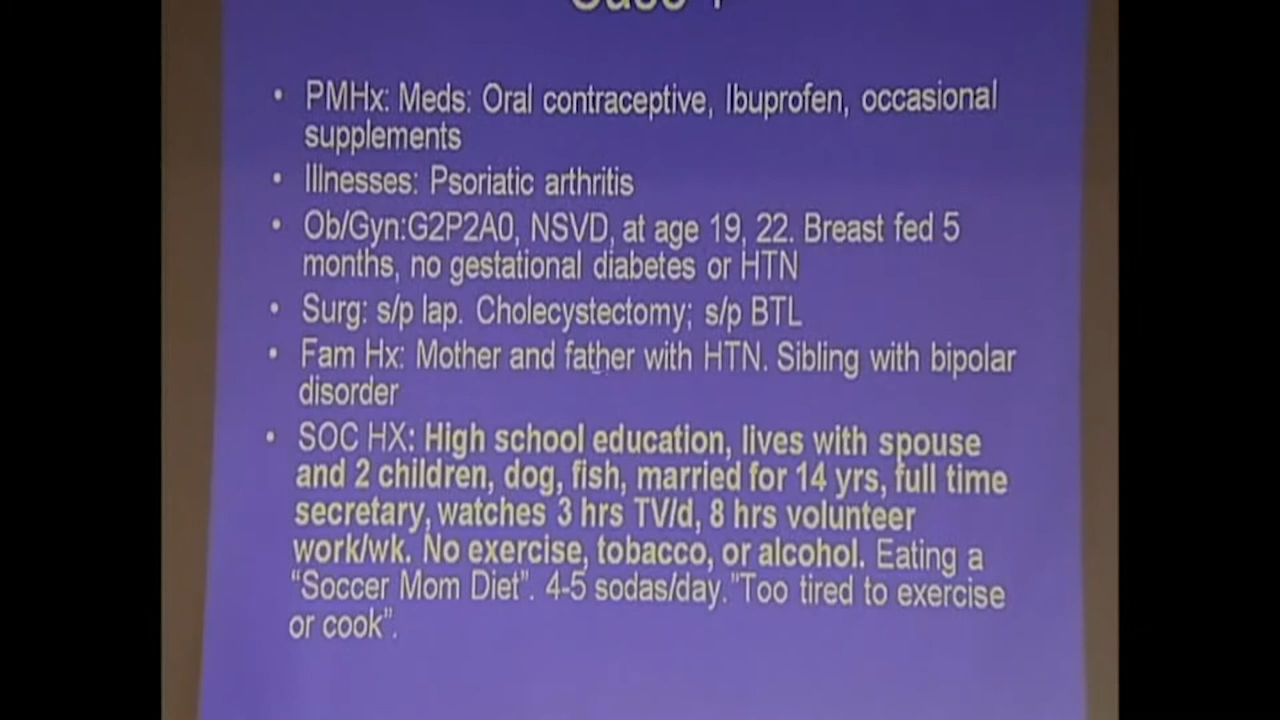 • PMHx: Meds: Oral contraceptive, Ibuprofen, occasional
supplements
• Illnesses: Psoriatic arthritis
• Ob/Gyn:G2P2A0, NSVD, at age 19, 22. Breast fed 5
months, no gestational diabetes or HTN
• Surg: s/p lap. Cholecystectomy; s/p BTL
• Fam Hx: Mother and father with HTN. Sibling with bipolar
disorder
• SOC HX: High school education, lives with spouse
and 2 children, dog, fish, married for 14 yrs, full time
secretary, watches 3 hrs TV/d, 8 hrs volunteer
work/wk. No exercise, tobacco, or alcohol. Eating a
“Soccer Mom Diet”. 4-5 sodas/day.”Too tired to exercise
or cook”.